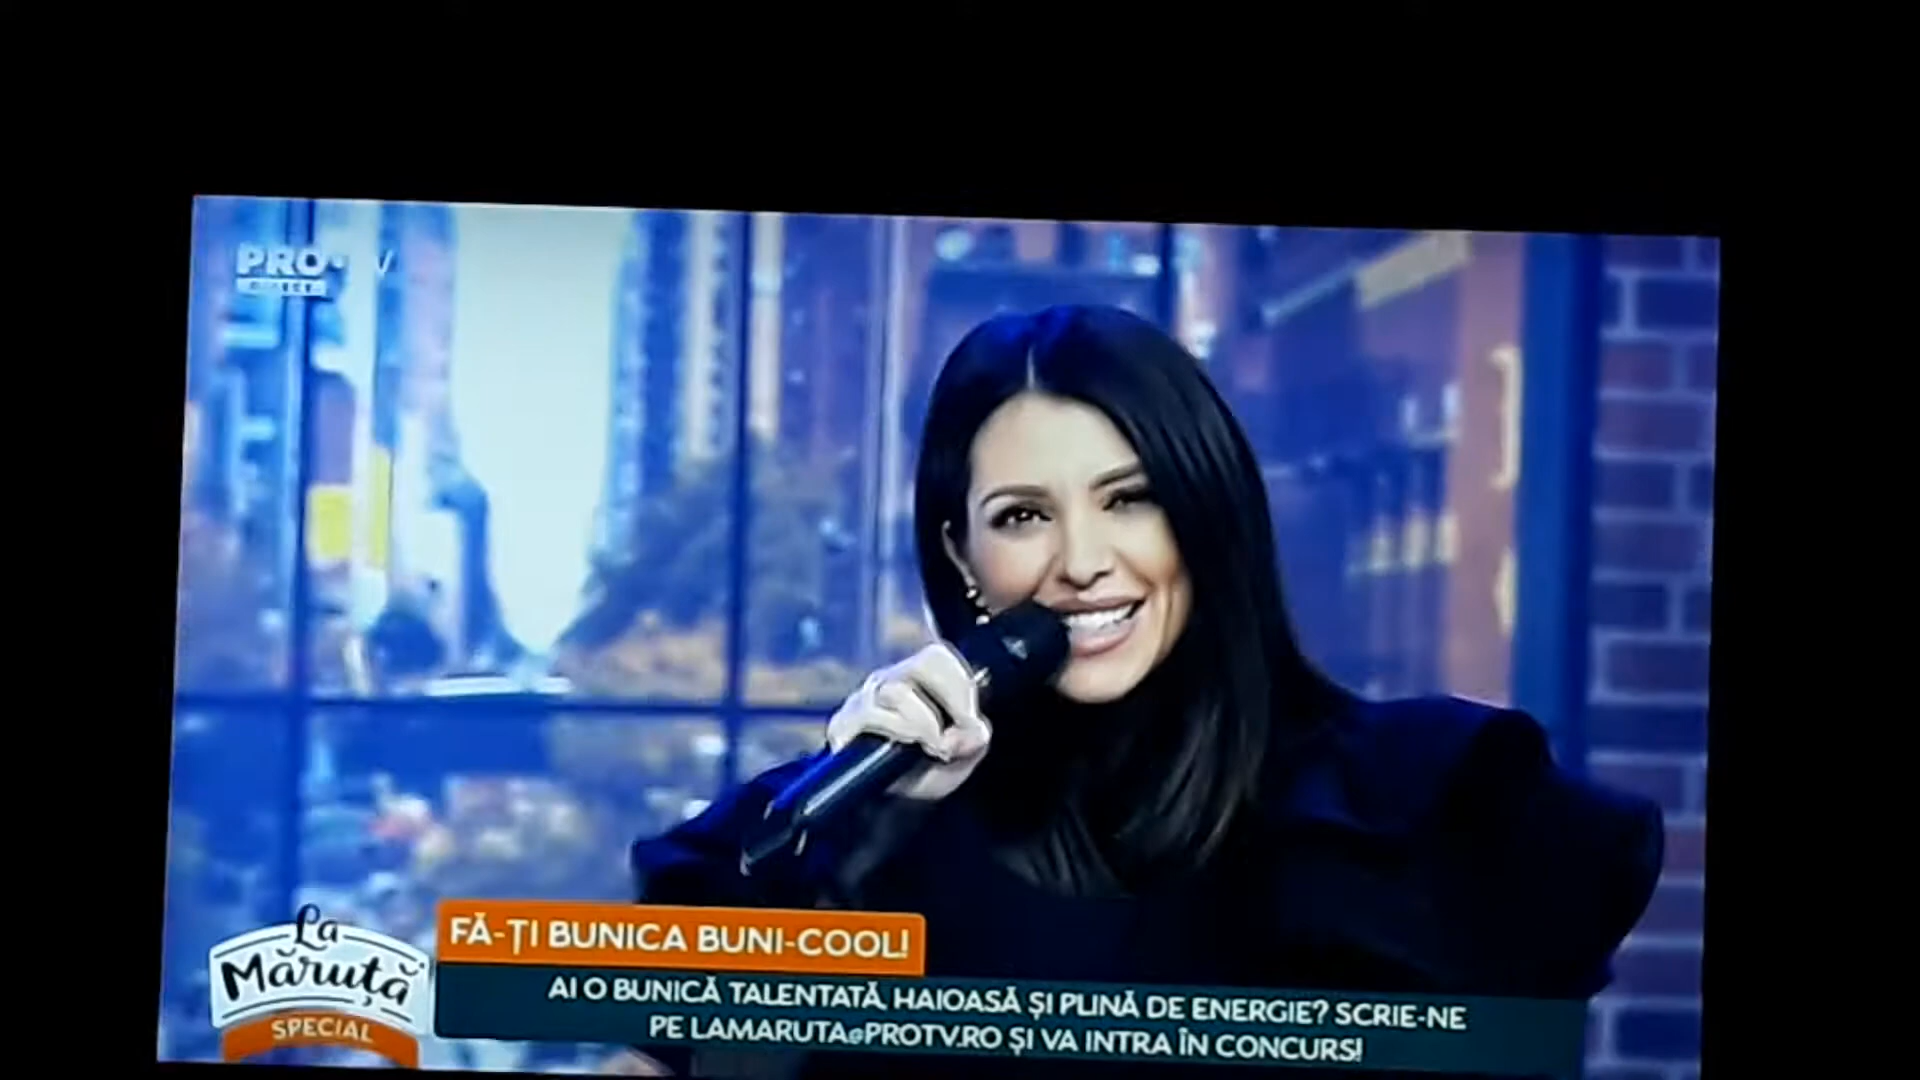 PRO•TV
La
Măruță
SPECIAL
FĂ-ȚI BUNICA BUNI-COOL!
AI O BUNICĂ TALENTATĂ, HAIOASĂ ȘI PLINĂ DE ENERGIE? SCRIE-NE
PE LAMARUTA@PROTV.RO ȘI VA INTRA ÎN CONCURS!